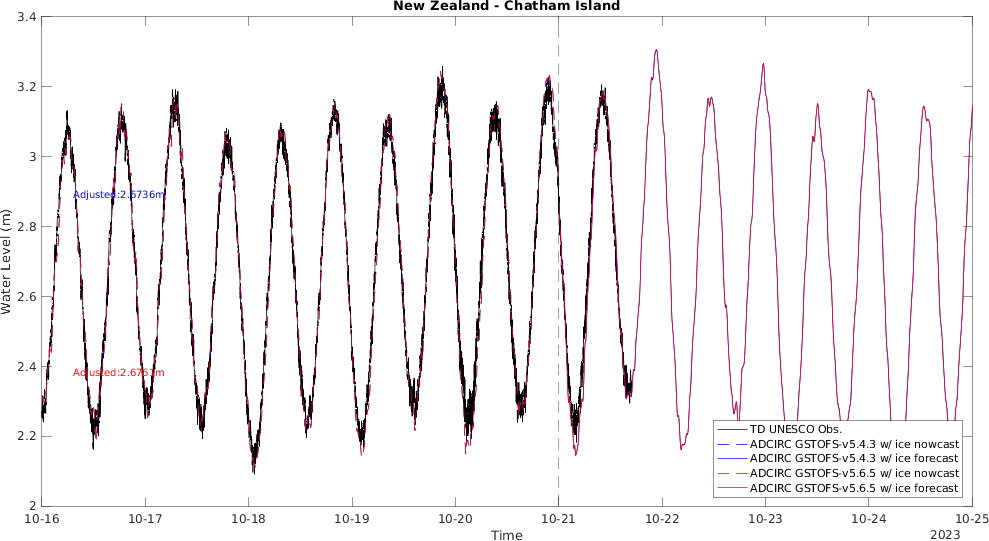 New Zealand - Chatham Island
3.4
3.2
3
2.8
2.6
2.4
2.2
2
Water Level (m)
Adjusted:2.6736m
Adjusted:2.6761m
TD UNESCO Obs.
ADCIRC GSTOFS-v5.4.3 w/ ice nowcast
ADCIRC GSTOFS-v5.4.3 w/ ice forecast
ADCIRC GSTOFS-v5.6.5 w/ ice nowcast
ADCIRC GSTOFS-v5.6.5 w/ ice forecast
10-16 10-17 10-18 10-19 10-20 10-21 10-22 10-23 10-24 10-25
Time
2023